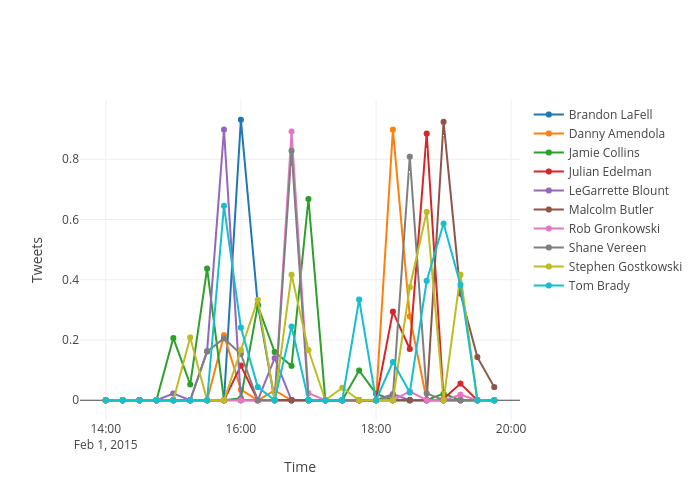 Brandon LaFell
Danny Amendola
Jamie Collins
Julian Edelman
LeGarrette Blount
Malcolm Butler
Rob Gronkowski
Shane Vereen
Stephen Gostkowski
Tom Brady
0.8
0.6
0.4
0.2
0
Tweets
14:00
16:00
18:00
20:00
Feb 1, 2015
Time